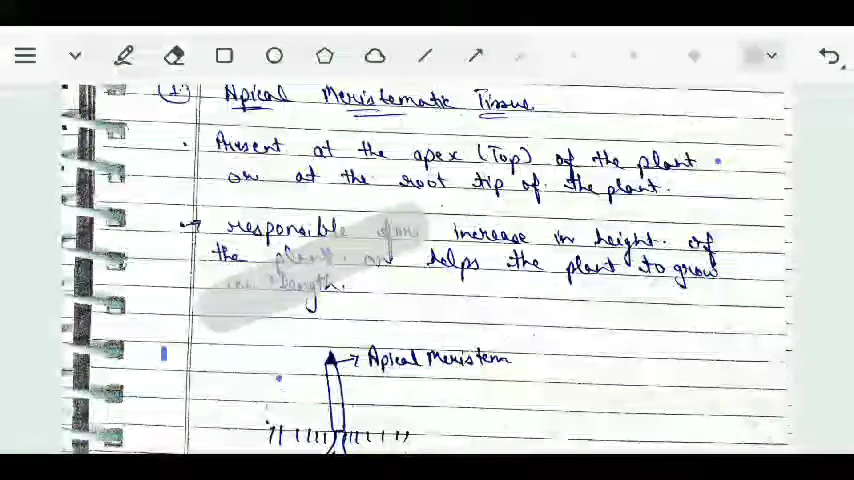 (1) Apical Meristematic Tissue.
. Present at the apex (Top) of the plant
or at the root tip of the plant.
→ responsible for increase in height. of
the plant. or helps the plant to grow
in length.
→ Apical Meristem